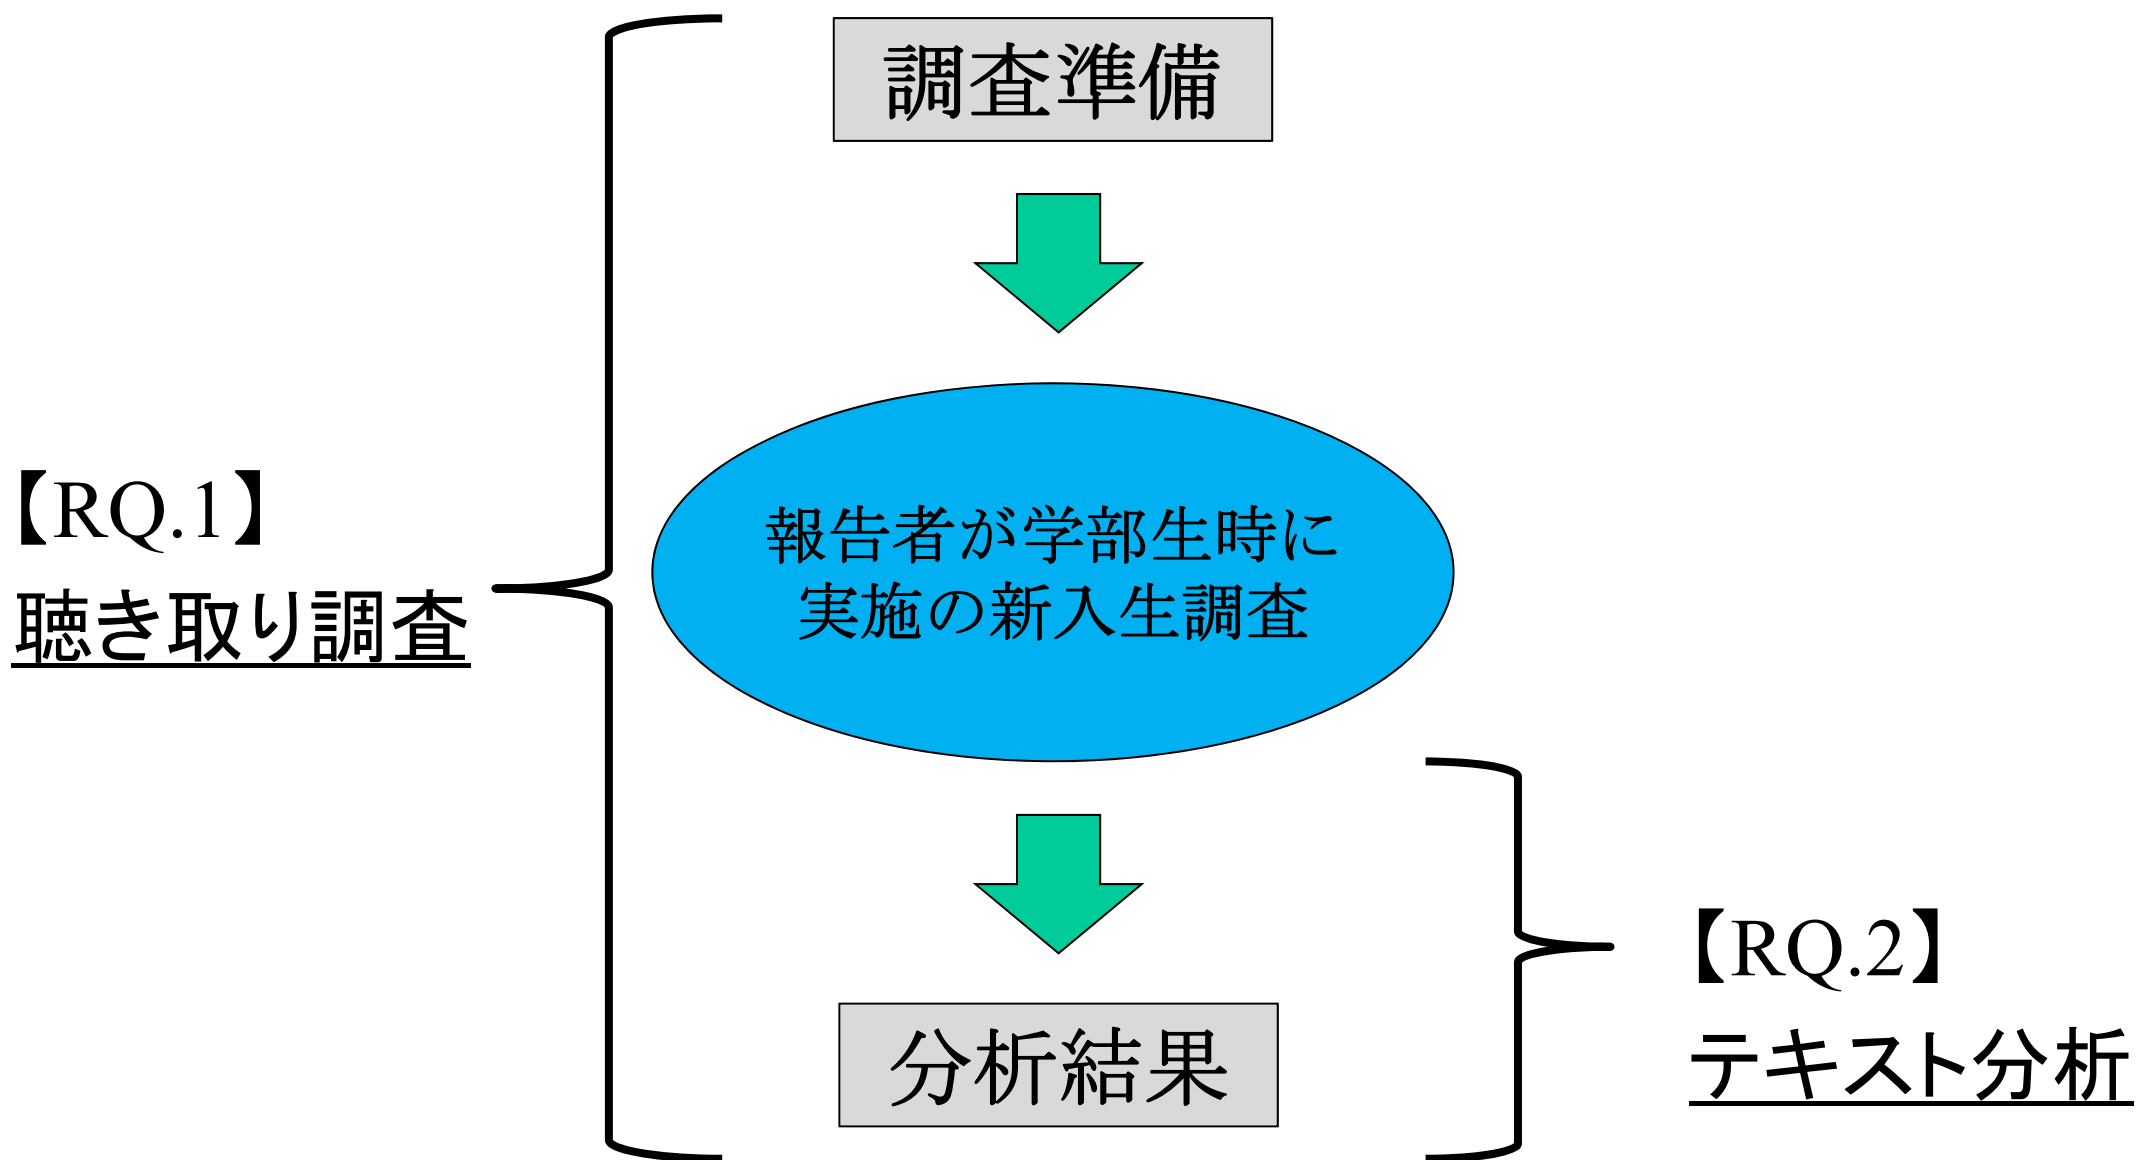 調査準備
報告者が学部生時に
実施の新入生調査
【RQ.1】
聴き取り調査
分析結果
【RQ.2】
テキスト分析